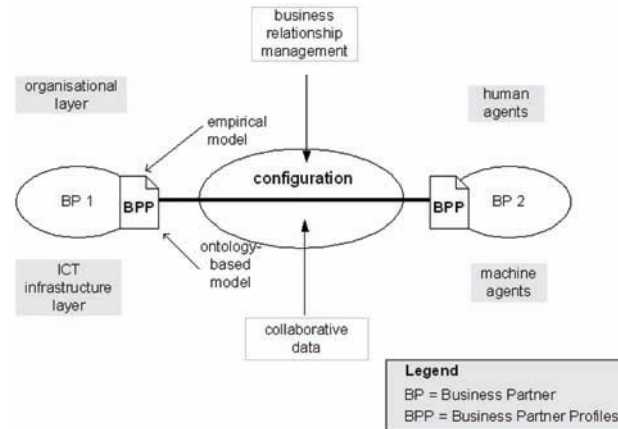 business
relationship
management
organisational
layer
human
agents
empirical
model
configuration
BP 1
BPP
BPP
BP 2
ontology-
based
model
ICT
infrastructure
layer
machine
agents
collaborative
data
Legend
BP = Business Partner
BPP = Business Partner Profiles